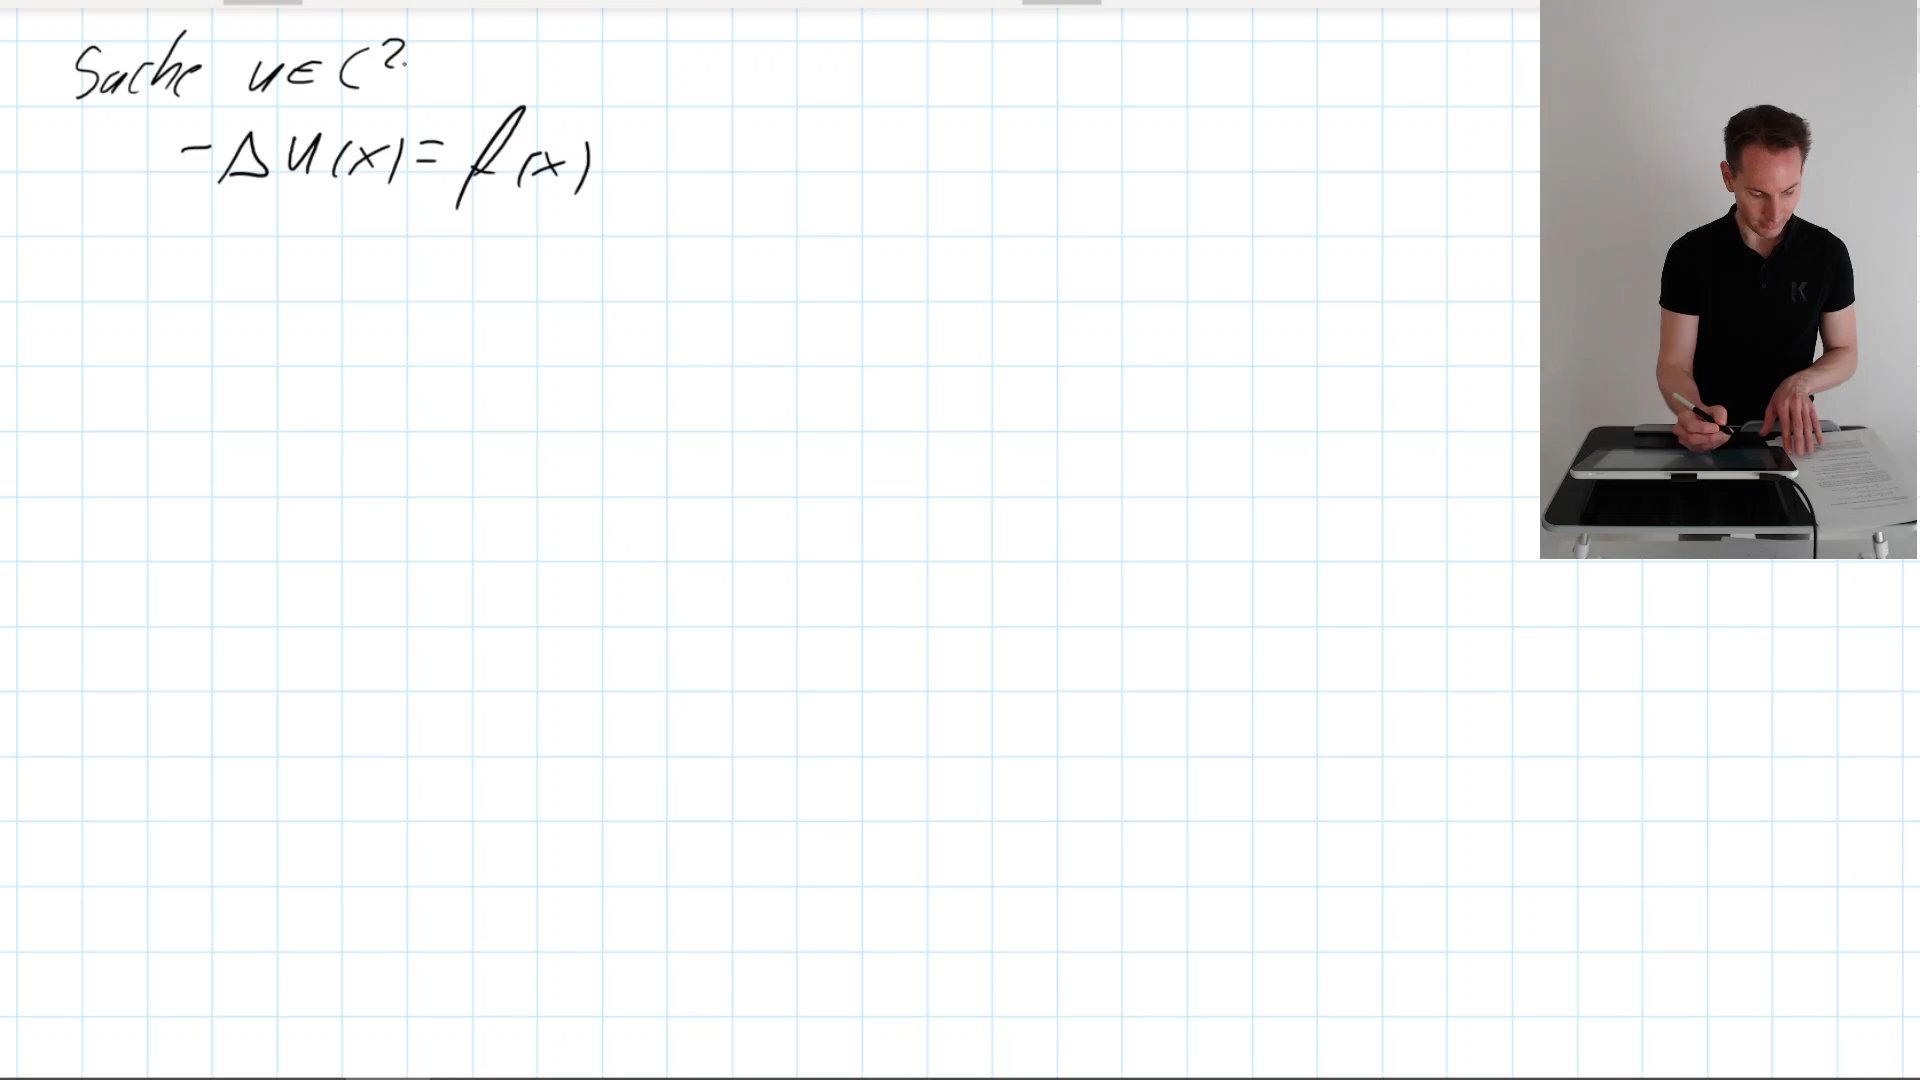 Suche u ∈ C²
-Δu(x) = f(x)
K